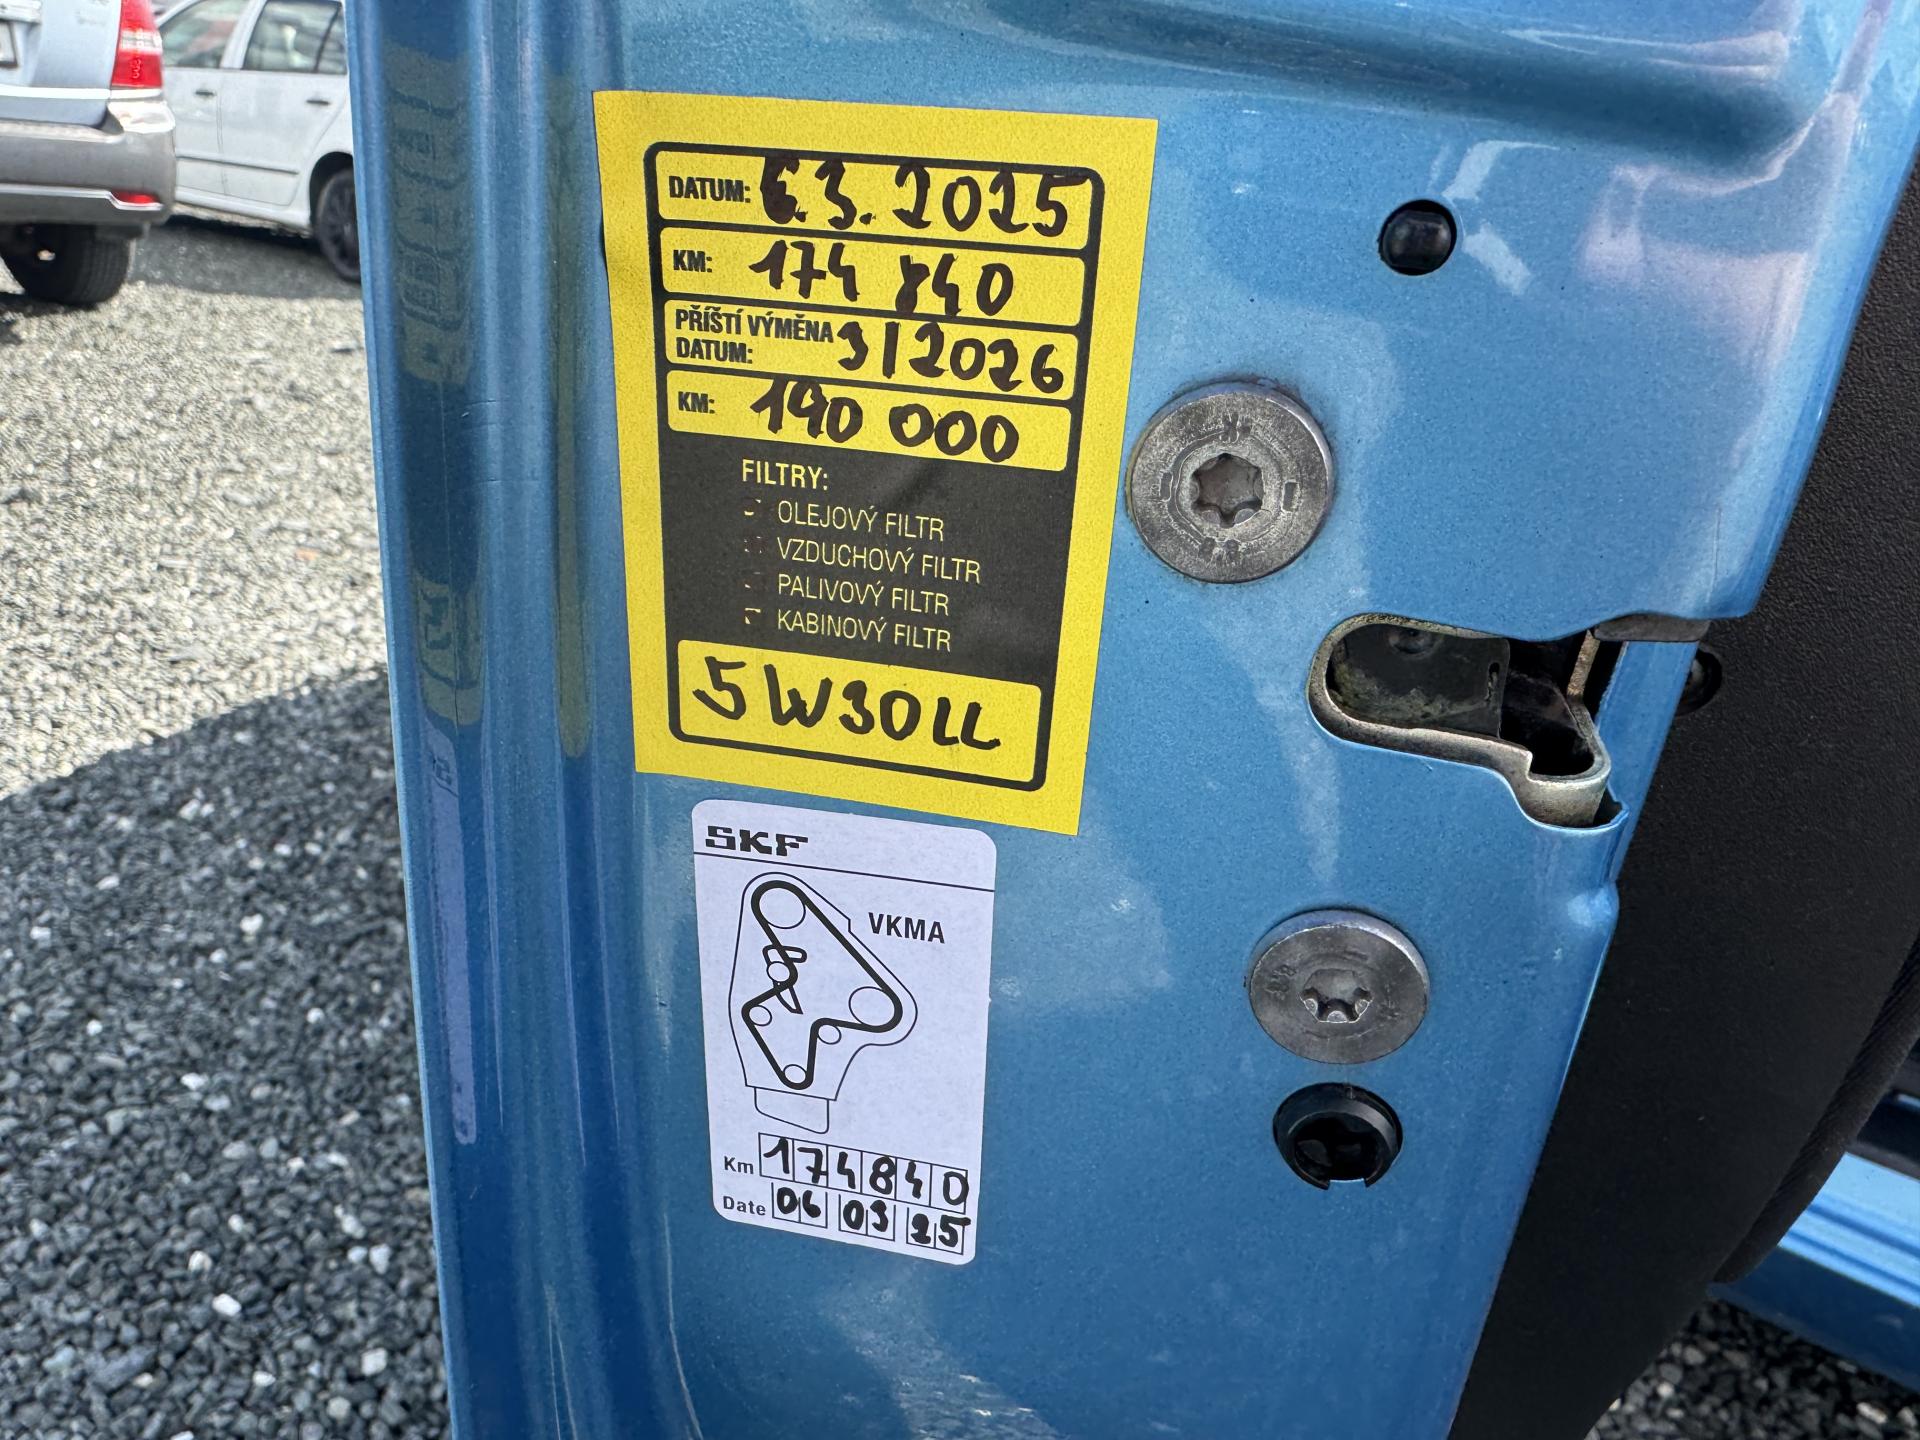 DATUM: 6.3.2025
KM: 174 840
PŘÍŠTÍ VÝMĚNA
DATUM: 3/2026
KM: 190 000
FILTRY:
OLEJOVÝ FILTR
VZDUCHOVÝ FILTR
PALIVOVÝ FILTR
KABINOVÝ FILTR
5W30LL
SKF
VKMA
Km 174840
Date 06 03 25